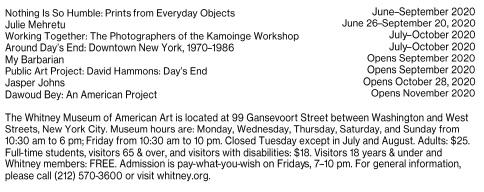 Nothing Is So Humble: Prints from Everyday Objects June–September 2020
Julie Mehretu June 26–September 20, 2020
Working Together: The Photographers of the Kamoinge Workshop July–October 2020
Around Day's End: Downtown New York, 1970–1986 July–October 2020
My Barbarian Opens September 2020
Public Art Project: David Hammons: Day's End Opens September 2020
Jasper Johns Opens October 28, 2020
Dawoud Bey: An American Project Opens November 2020
The Whitney Museum of American Art is located at 99 Gansevoort Street between Washington and West
Streets, New York City. Museum hours are: Monday, Wednesday, Thursday, Saturday, and Sunday from
10:30 am to 6 pm; Friday from 10:30 am to 10 pm. Closed Tuesday except in July and August. Adults: $25.
Full-time students, visitors 65 & over, and visitors with disabilities: $18. Visitors 18 years & under and
Whitney members: FREE. Admission is pay-what-you-wish on Fridays, 7–10 pm. For general information,
please call (212) 570-3600 or visit whitney.org.